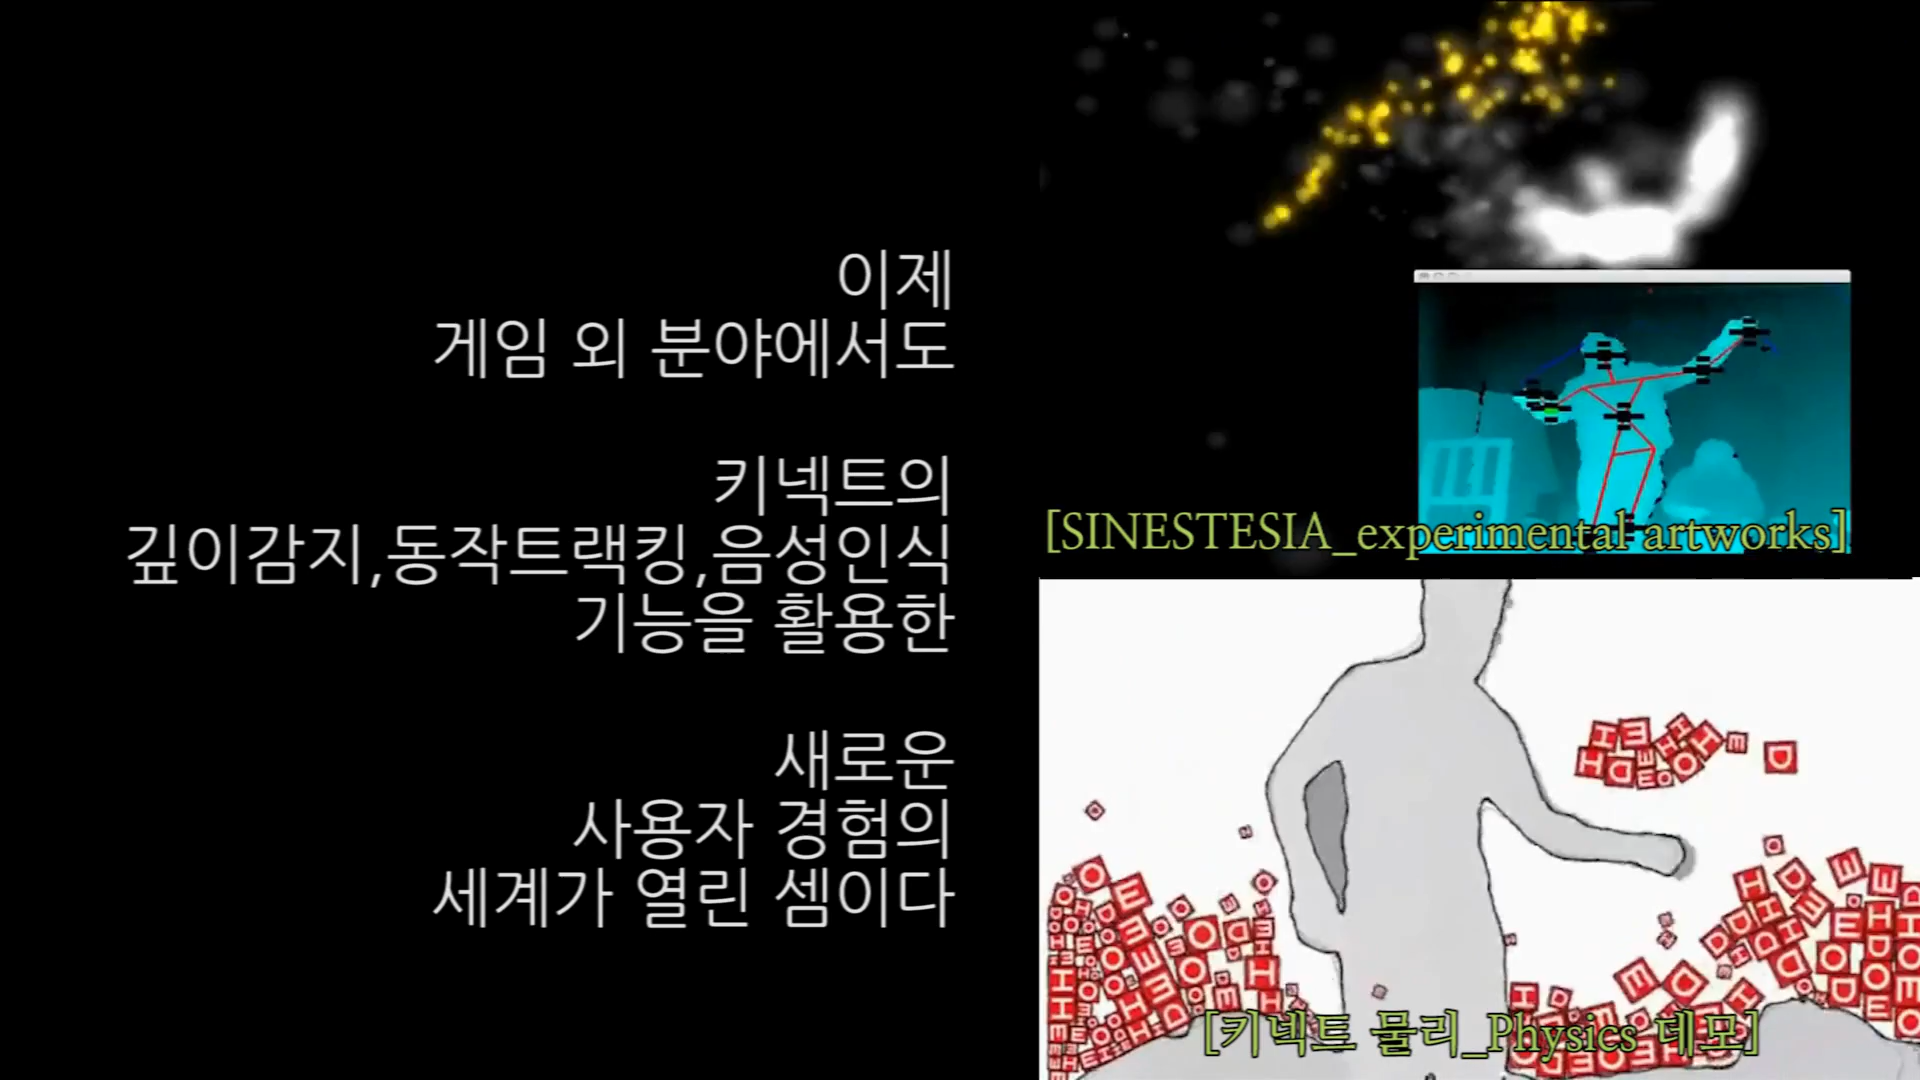 이제
게임 외 분야에서도
키넥트의
깊이감지,동작트랙킹,음성인식
기능을 활용한
새로운
사용자 경험의
세계가 열린 셈이다
[SINESTESIA_experimental artworks]
[키넥트 물리_Physics 데모]